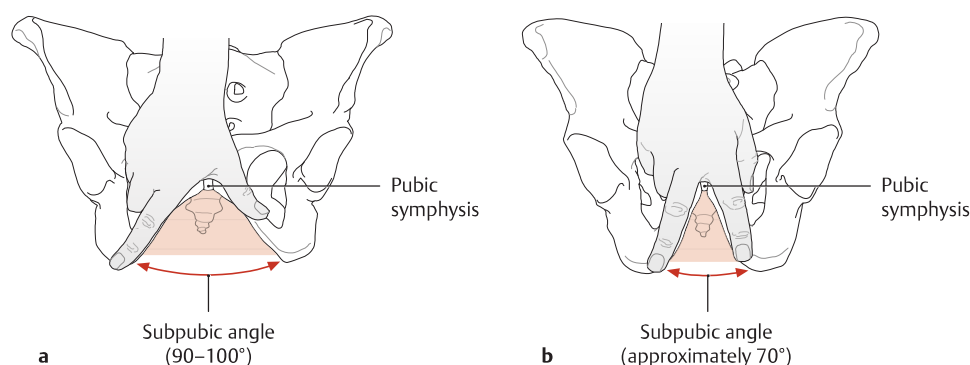 Pubic
symphysis
Subpubic angle
(90–100°)
a
Pubic
symphysis
Subpubic angle
(approximately 70°)
b